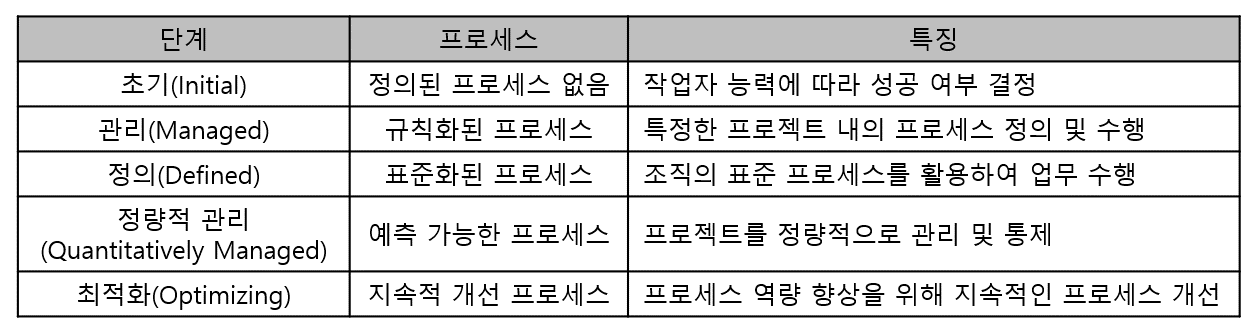 단계 프로세스 특징
초기(Initial) 정의된 프로세스 없음 작업자 능력에 따라 성공 여부 결정
관리(Managed) 규칙화된 프로세스 특정한 프로젝트 내의 프로세스 정의 및 수행
정의(Defined) 표준화된 프로세스 조직의 표준 프로세스를 활용하여 업무 수행
정량적 관리
(Quantitatively Managed) 예측 가능한 프로세스 프로젝트를 정량적으로 관리 및 통제
최적화(Optimizing) 지속적 개선 프로세스 프로세스 역량 향상을 위해 지속적인 프로세스 개선